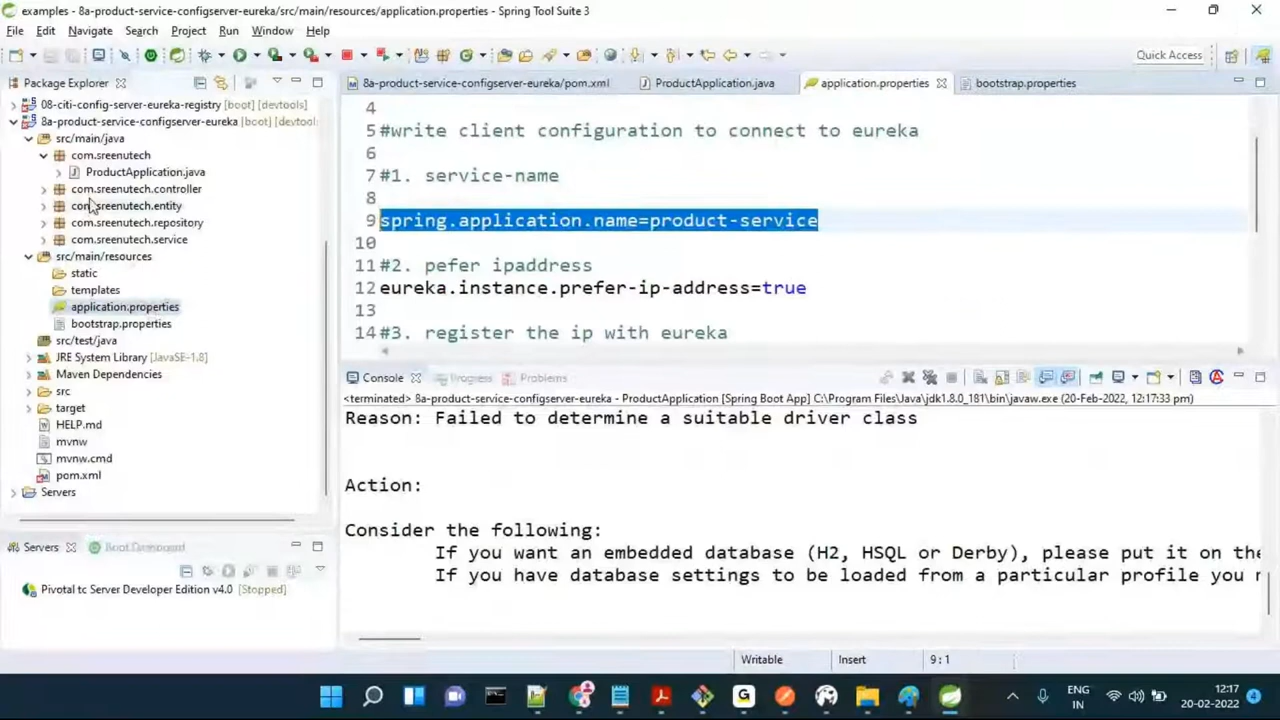 examples - 8a-product-service-configserver-eureka/src/main/resources/application.properties - Spring Tool Suite 3
File Edit Navigate Search Project Run Window Help
Quick Access
Package Explorer
08-citi-config-server-eureka-registry [boot] [devtools]
8a-product-service-configserver-eureka [boot] [devtool
src/main/java
com.sreenutech
ProductApplication.java
com.sreenutech.controller
com.sreenutech.entity
com.sreenutech.repository
com.sreenutech.service
src/main/resources
static
templates
application.properties
bootstrap.properties
src/test/java
JRE System Library [JavaSE-1.8]
Maven Dependencies
src
target
HELP.md
mvnw
mvnw.cmd
pom.xml
Servers
Servers Boot Dashboard
Pivotal tc Server Developer Edition v4.0 [Stopped]
8a-product-service-configserver-eureka/pom.xml ProductApplication.java application.properties bootstrap.properties
4
5 #write client configuration to connect to eureka
6
7 #1. service-name
8
9 spring.application.name=product-service
10
11 #2. pefer ipaddress
12 eureka.instance.prefer-ip-address=true
13
14 #3. register the ip with eureka
Console Progress Problems
<terminated> 8a-product-service-configserver-eureka - ProductApplication [Spring Boot App] C:\Program Files\Java\jdk1.8.0_181\bin\javaw.exe (20-Feb-2022, 12:17:33 pm)
Reason: Failed to determine a suitable driver class
Action:
Consider the following:
If you want an embedded database (H2, HSQL or Derby), please put it on the
If you have database settings to be loaded from a particular profile you
Writable Insert 9:1
ENG
IN
12:17
20-02-2022
4